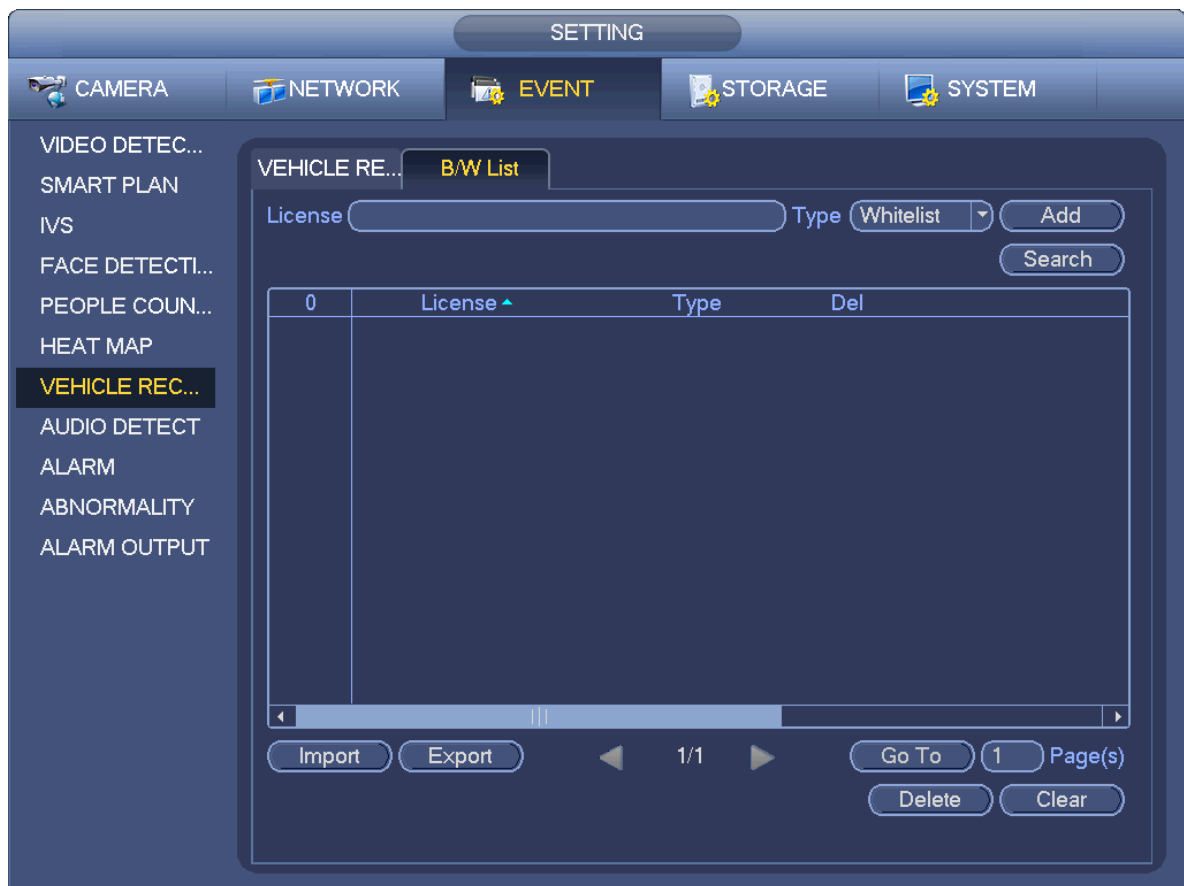 SETTING
CAMERA NETWORK EVENT STORAGE SYSTEM
VIDEO DETEC...
SMART PLAN
IVS
FACE DETECTI...
PEOPLE COUN...
HEAT MAP
VEHICLE REC...
AUDIO DETECT
ALARM
ABNORMALITY
ALARM OUTPUT
VEHICLE RE... B/W List
License Type Whitelist Add
Search
0 License Type Del
Import Export 1/1 Go To 1 Page(s)
Delete Clear